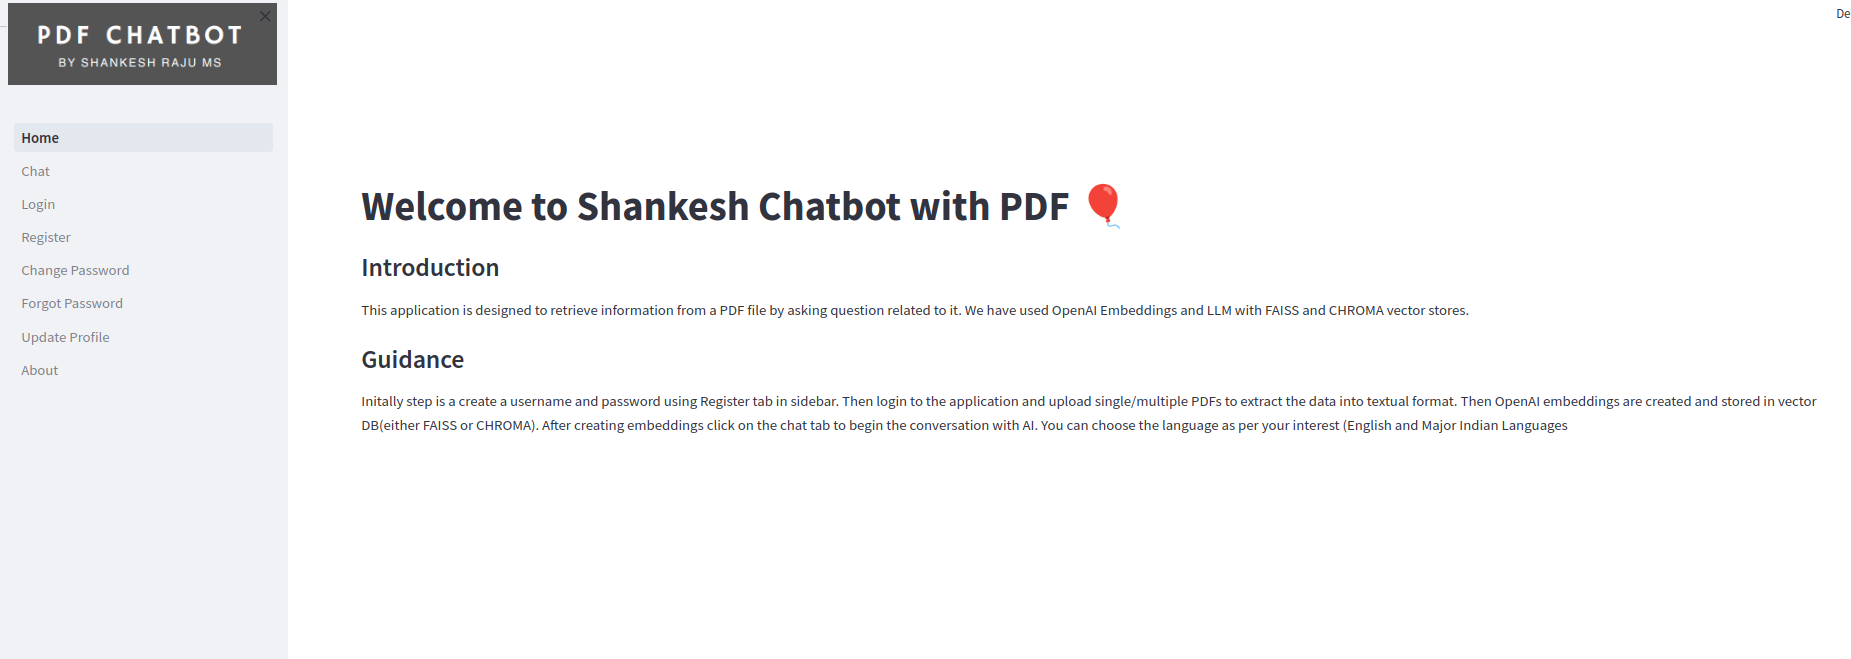 PDF CHATBOT
BY SHANKESH RAJU MS
Home
Chat
Login
Register
Change Password
Forgot Password
Update Profile
About
De
Welcome to Shankesh Chatbot with PDF
Introduction
This application is designed to retrieve information from a PDF file by asking question related to it. We have used OpenAI Embeddings and LLM with FAISS and CHROMA vector stores.
Guidance
Initally step is a create a username and password using Register tab in sidebar. Then login to the application and upload single/multiple PDFs to extract the data into textual format. Then OpenAI embeddings are created and stored in vector
DB(either FAISS or CHROMA). After creating embeddings click on the chat tab to begin the conversation with AI. You can choose the language as per your interest (English and Major Indian Languages